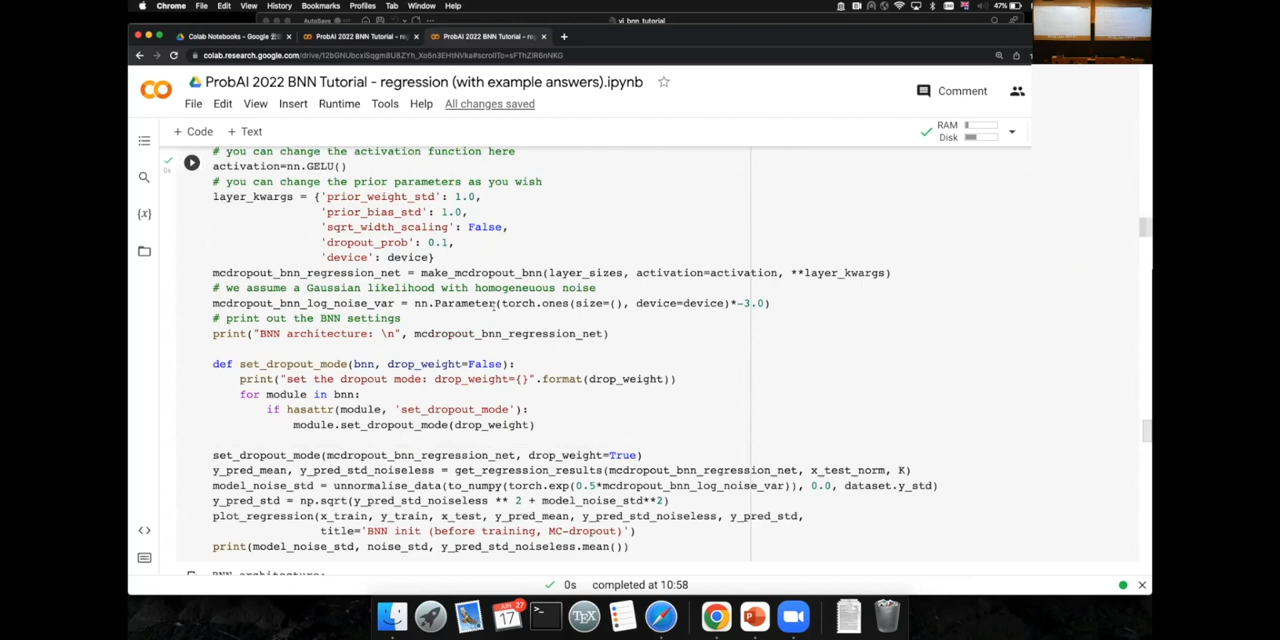 Chrome File Edit View History Bookmarks Profiles Tab Window Help 47%
AutoSave vi_bnn_tutorial
Colab Notebooks - Google ProbAI 2022 BNN Tutorial - re ProbAI 2022 BNN Tutorial - reg
colab.research.google.com/drive/12bGNUbcxiSqgm8U8ZYh_Xo5n3EHtNVka#scrollTo=sFThZlR6nNKG
ProbAI 2022 BNN Tutorial - regression (with example answers).ipynb
File Edit View Insert Runtime Tools Help All changes saved
Comment
+ Code + Text
RAM
Disk
# you can change the activation function here
activation=nn.GELU()
# you can change the prior parameters as you wish
layer_kwargs = {'prior_weight_std': 1.0,
'prior_bias_std': 1.0,
'sqrt_width_scaling': False,
'dropout_prob': 0.1,
'device': device}
mcdropout_bnn_regression_net = make_mcdropout_bnn(layer_sizes, activation=activation, **layer_kwargs)
# we assume a Gaussian likelihood with homogeneuous noise
mcdropout_bnn_log_noise_var = nn.Parameter(torch.ones(size=(), device=device)*-3.0)
# print out the BNN settings
print("BNN architecture: \n", mcdropout_bnn_regression_net)
def set_dropout_mode(bnn, drop_weight=False):
print("set the dropout mode: drop_weight={}".format(drop_weight))
for module in bnn:
if hasattr(module, 'set_dropout_mode'):
module.set_dropout_mode(drop_weight)
set_dropout_mode(mcdropout_bnn_regression_net, drop_weight=True)
y_pred_mean, y_pred_std_noiseless = get_regression_results(mcdropout_bnn_regression_net, x_test_norm, K)
model_noise_std = unnormalise_data(to_numpy(torch.exp(0.5*mcdropout_bnn_log_noise_var)), 0.0, dataset.y_std)
y_pred_std = np.sqrt(y_pred_std_noiseless ** 2 + model_noise_std**2)
plot_regression(x_train, y_train, x_test, y_pred_mean, y_pred_std_noiseless, y_pred_std,
title='BNN init (before training, MC-dropout)')
print(model_noise_std, noise_std, y_pred_std_noiseless.mean())
BNN architecture:
0s completed at 10:58